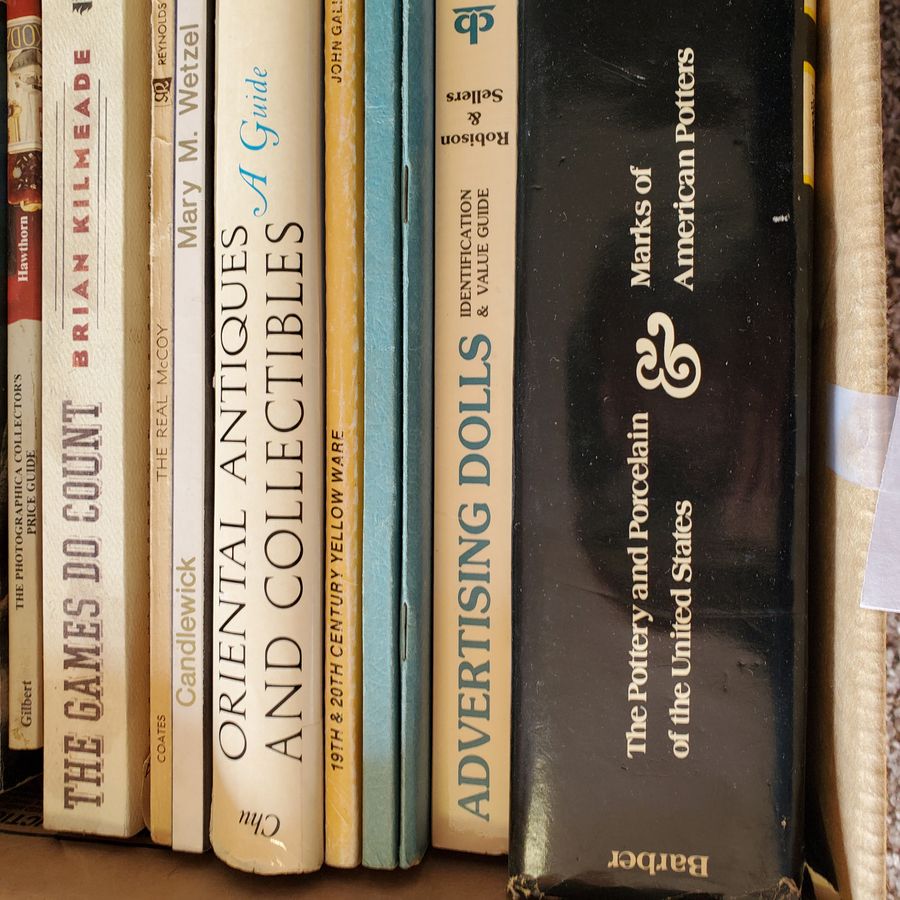 Hawthorn
THE PHOTOGRAPHICA COLLECTOR'S
PRICE GUIDE
Gilbert
BRIAN KILMEADE
THE GAMES DO COUNT
REYNOLDS
THE REAL McCOY
COATES
Mary M. Wetzel
Candlewick
ORIENTAL ANTIQUES
AND COLLECTIBLES
A Guide
Chu
JOHN GAL
19TH & 20TH CENTURY YELLOW WARE
Robison
&
Sellers
ADVERTISING DOLLS
IDENTIFICATION
& VALUE GUIDE
The Pottery and Porcelain
of the United States
&
Marks of
American Potters
Barber